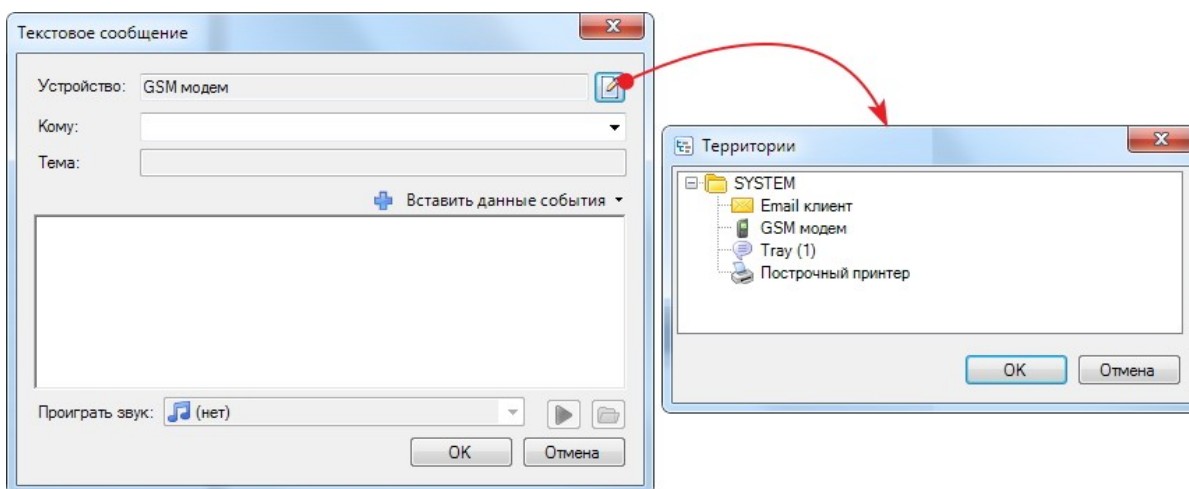 Текстовое сообщение
Устройство: GSM модем
Кому:
Тема:
Вставить данные события
Проиграть звук: (нет)
OK Отмена
Территории
SYSTEM
Email клиент
GSM модем
Tray (1)
Построчный принтер
OK Отмена